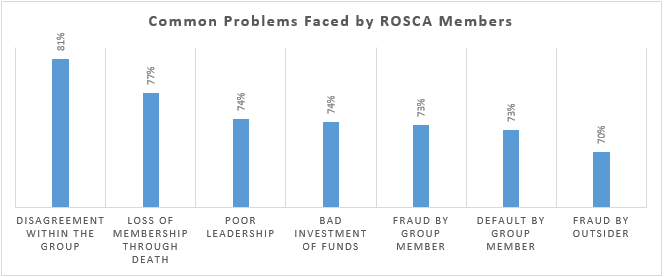 Common Problems Faced by ROSCA Members
81%
77%
74%
74%
73%
73%
70%
DISAGREEMENT
WITHIN THE
GROUP
LOSS OF
MEMBERSHIP
THROUGH
DEATH
POOR
LEADERSHIP
BAD
INVESTMENT
OF FUNDS
FRAUD BY
GROUP
MEMBER
DEFAULT BY
GROUP
MEMBER
FRAUD BY
OUTSIDER